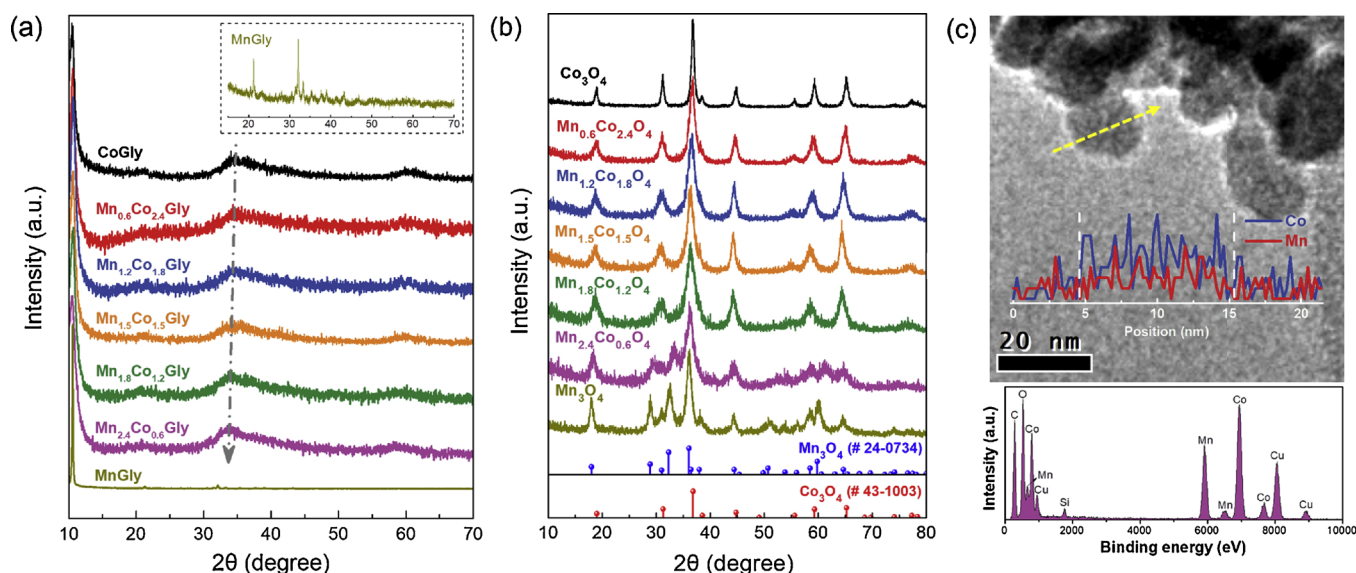 (a)
Intensity (a.u.)
MnGly
20 30 40 50 60 70
CoGly
Mn0.6Co2.4Gly
Mn1.2Co1.8Gly
Mn1.5Co1.5Gly
Mn1.8Co1.2Gly
Mn2.4Co0.6Gly
MnGly
10 20 30 40 50 60 70
2θ (degree)
(b)
Intensity (a.u.)
Co3O4
Mn0.6Co2.4O4
Mn1.2Co1.8O4
Mn1.5Co1.5O4
Mn1.8Co1.2O4
Mn2.4Co0.6O4
Mn3O4
Mn3O4 (# 24-0734)
Co3O4 (# 43-1003)
10 20 30 40 50 60 70 80
2θ (degree)
(c)
Co
Mn
0 5 10 15 20
Position (nm)
20 nm
Intensity (a.u.)
C
O
Co
Mn
Cu
Si
Mn
Mn
Co
Co
Cu
Cu
0 2000 4000 6000 8000 10000
Binding energy (eV)